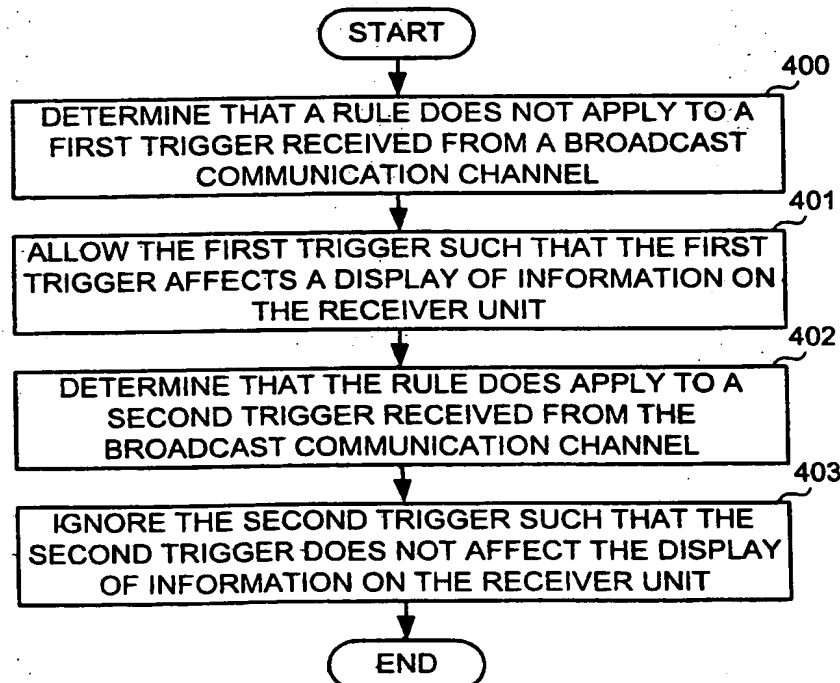 START
400
DETERMINE THAT A RULE DOES NOT APPLY TO A
FIRST TRIGGER RECEIVED FROM A BROADCAST
COMMUNICATION CHANNEL
401
ALLOW THE FIRST TRIGGER SUCH THAT THE FIRST
TRIGGER AFFECTS A DISPLAY OF INFORMATION ON
THE RECEIVER UNIT
402
DETERMINE THAT THE RULE DOES APPLY TO A
SECOND TRIGGER RECEIVED FROM THE
BROADCAST COMMUNICATION CHANNEL
403
IGNORE THE SECOND TRIGGER SUCH THAT THE
SECOND TRIGGER DOES NOT AFFECT THE DISPLAY
OF INFORMATION ON THE RECEIVER UNIT
END